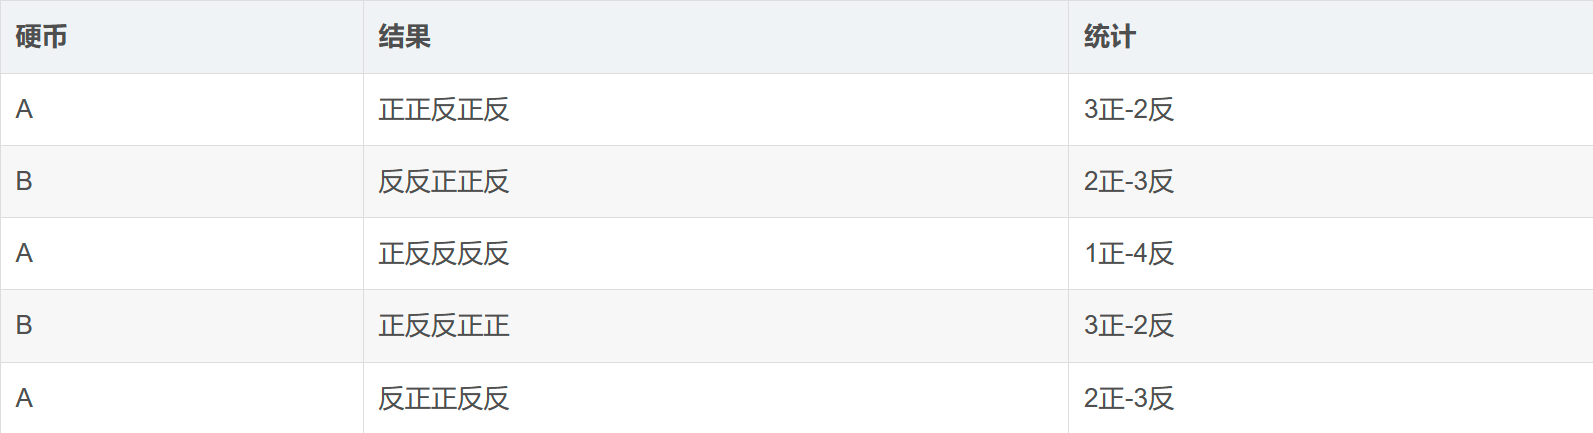 硬币 结果 统计
A 正正反正反 3正-2反
B 反反正正反 2正-3反
A 正反反反反 1正-4反
B 正反反正正 3正-2反
A 反正正反反 2正-3反